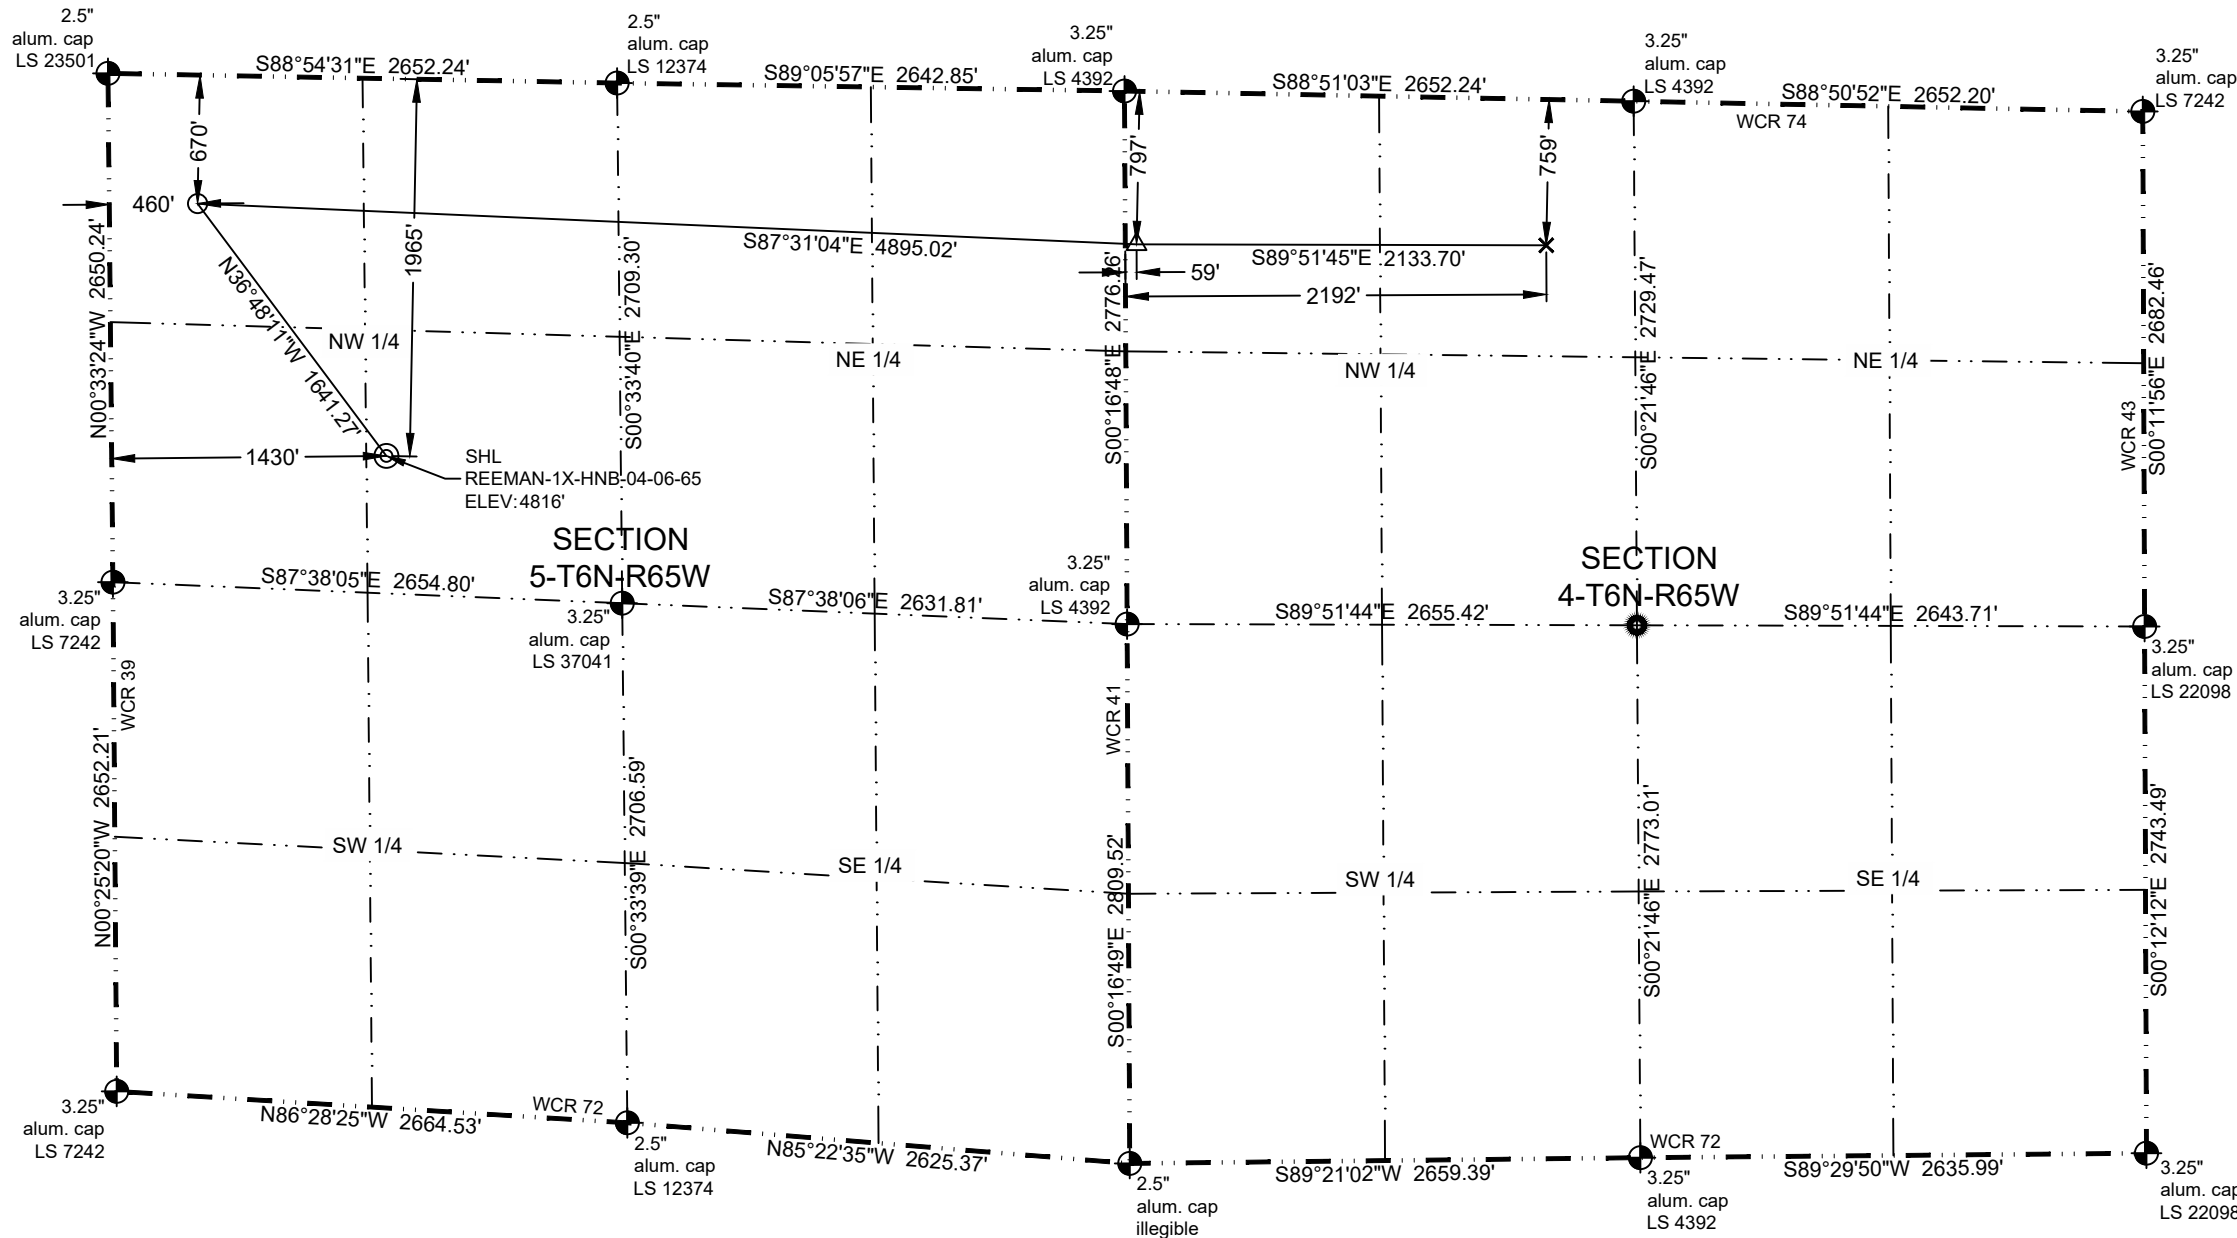 2.5"
alum. cap
LS 23501
S88°54'31"E 2652.24'
2.5"
alum. cap
LS 12374
S89°05'57"E 2642.85'
3.25"
alum. cap
LS 4392
S88°51'03"E 2652.24'
3.25"
alum. cap
LS 4392
S88°50'52"E 2652.20'
WCR 74
3.25"
alum. cap
LS 7242
670'
460'
1965'
797'
759'
S87°31'04"E 4895.02'
S89°51'45"E 2133.70'
59'
2192'
N00°33'24"W 2650.24'
N36°48'11"W 1641.27'
S00°33'40"E 2709.30'
S00°16'48"E 2776.26'
S00°21'46"E 2729.47'
WCR 43
S00°11'56"E 2682.46'
NW 1/4
NE 1/4
NW 1/4
NE 1/4
1430'
SHL
REEMAN-1X-HNB-04-06-65
ELEV:4816'
SECTION
5-T6N-R65W
SECTION
4-T6N-R65W
3.25"
alum. cap
LS 7242
S87°38'05"E 2654.80'
3.25"
alum. cap
LS 37041
S87°38'06"E 2631.81'
3.25"
alum. cap
LS 4392
S89°51'44"E 2655.42'
S89°51'44"E 2643.71'
3.25"
alum. cap
LS 22098
WCR 39
WCR 41
N00°25'20"W 2652.21'
S00°33'39"E 2706.59'
S00°16'49"E 2809.52'
S00°21'46"E 2773.01'
S00°12'12"E 2743.49'
SW 1/4
SE 1/4
SW 1/4
SE 1/4
3.25"
alum. cap
LS 7242
N86°28'25"W 2664.53'
WCR 72
2.5"
alum. cap
LS 12374
N85°22'35"W 2625.37'
2.5"
alum. cap
illegible
S89°21'02"W 2659.39'
WCR 72
3.25"
alum. cap
LS 4392
S89°29'50"W 2635.99'
3.25"
alum. cap
LS 22098